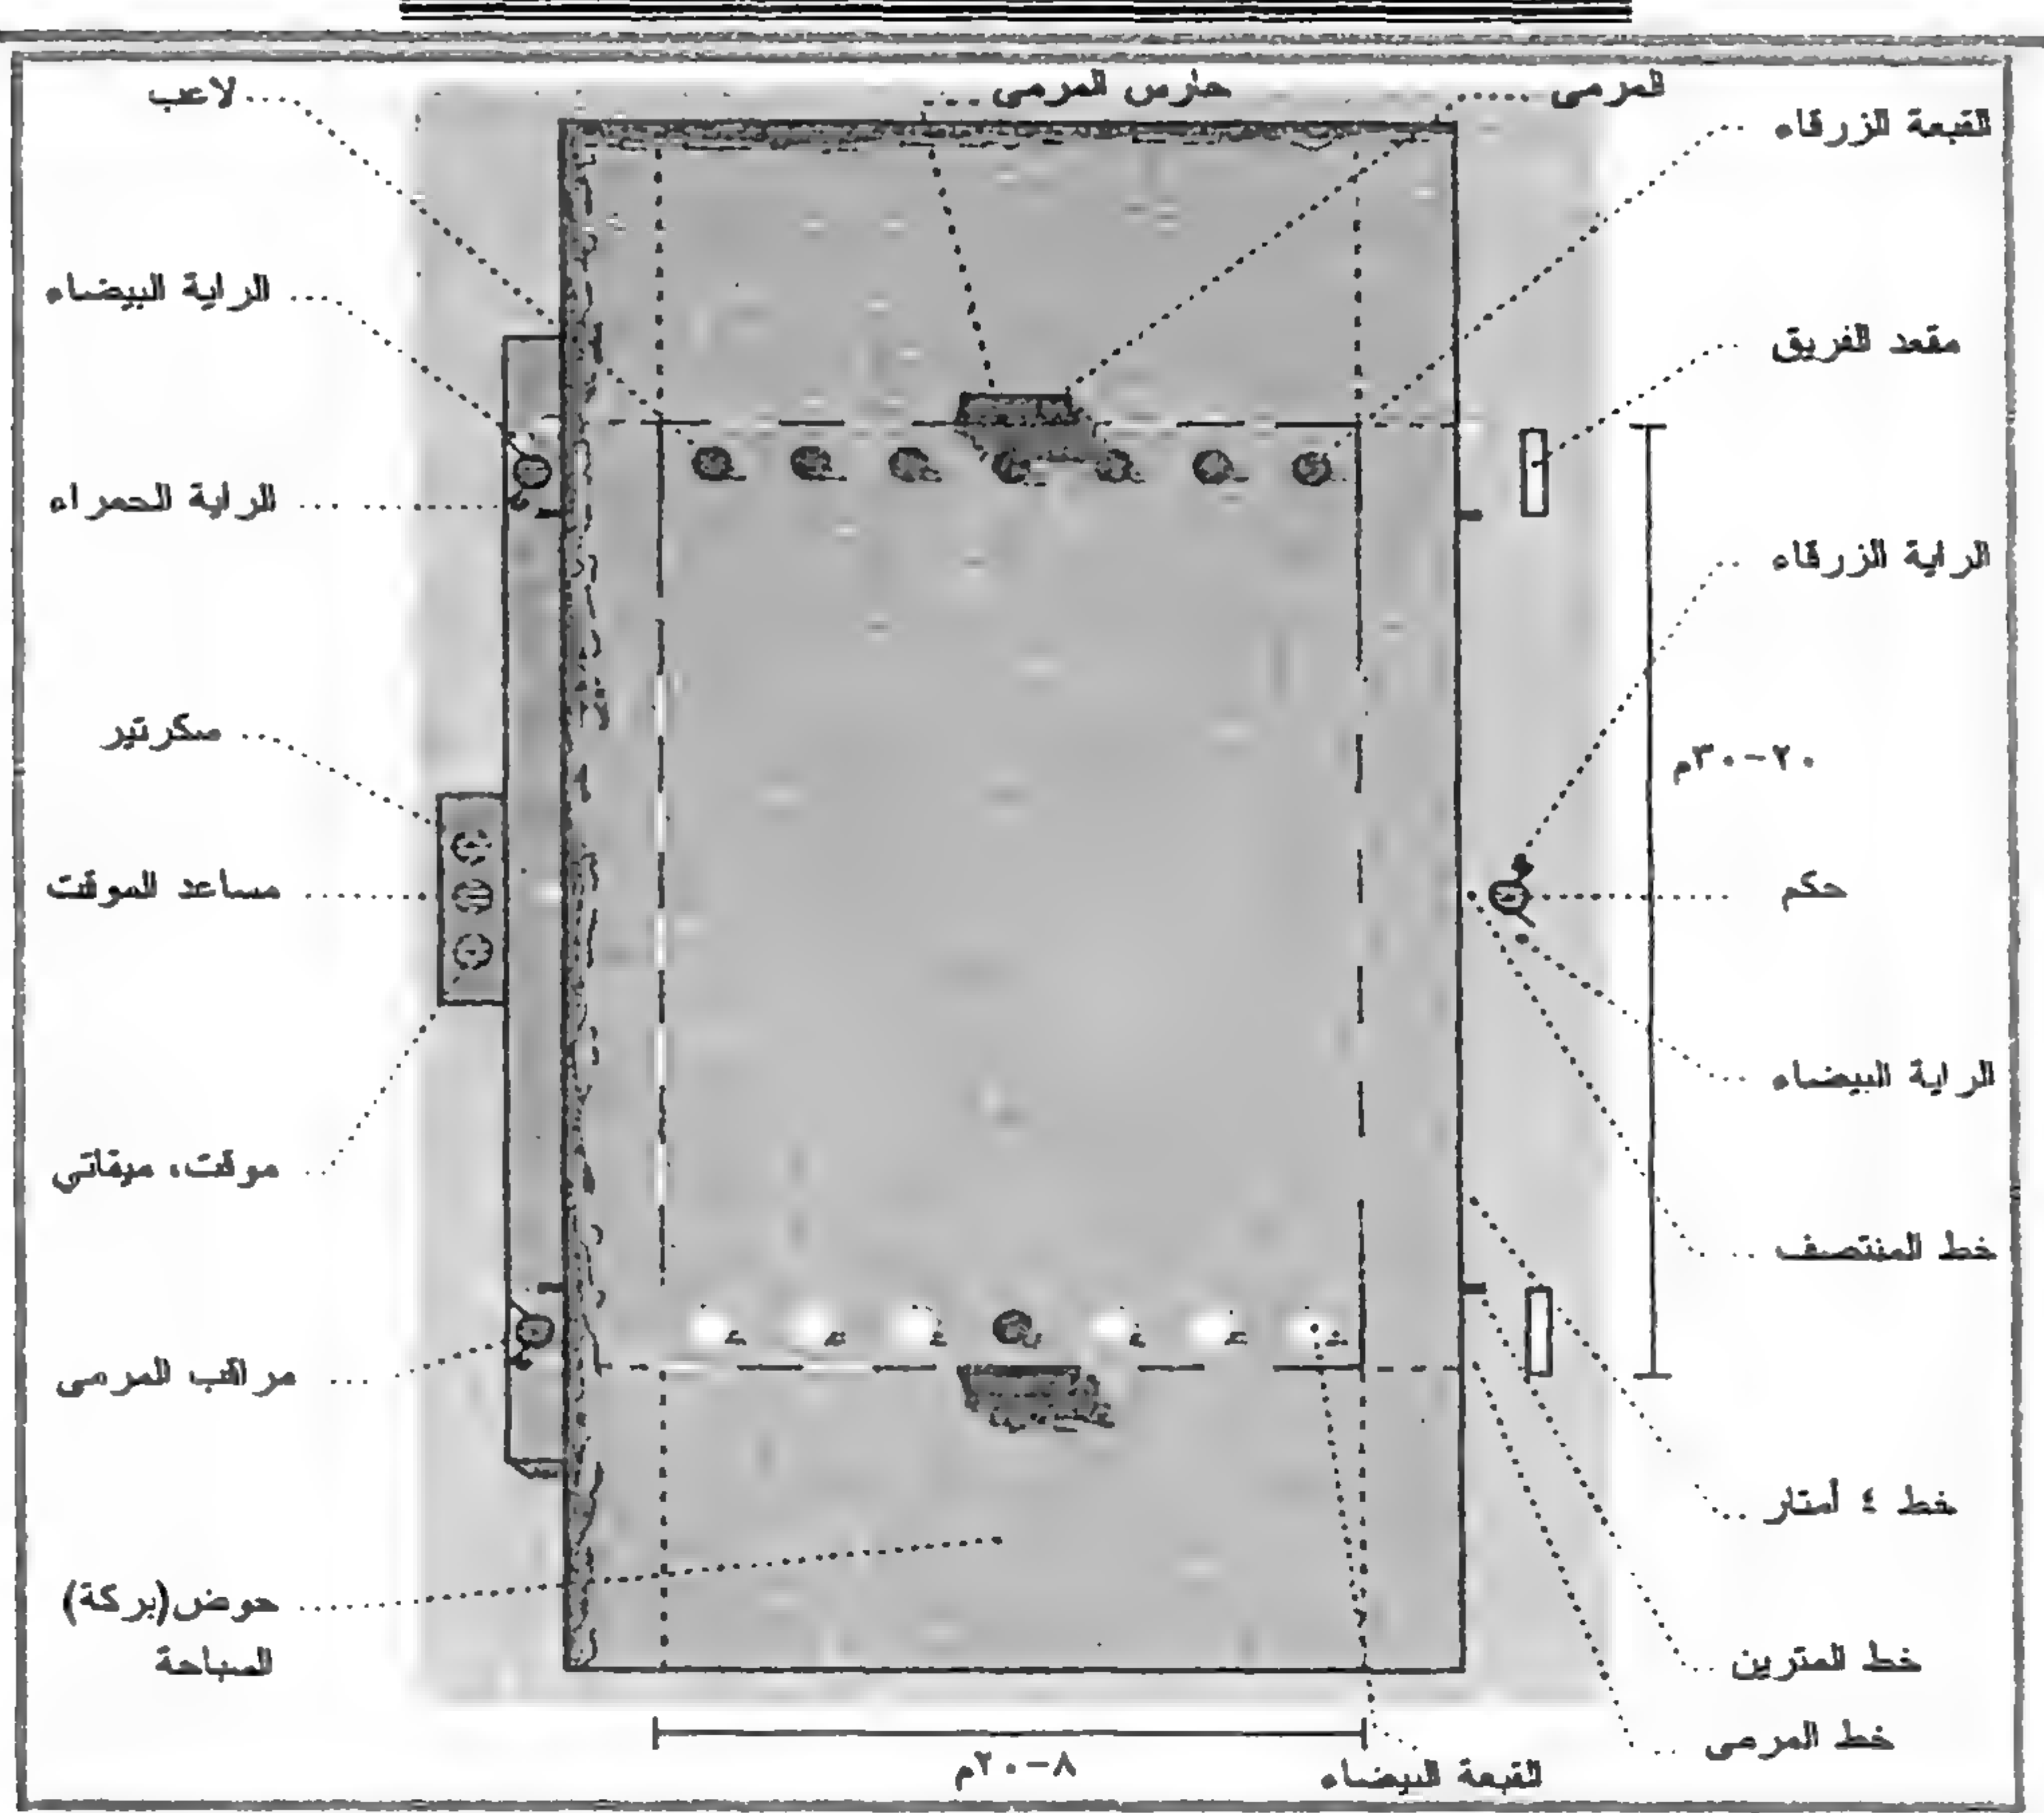 المرمى
حارس المرمى
لاعب
القبعة الزرقاء
الراية البيضاء
مقعد الفريق
الراية الحمراء
الراية الزرقاء
سكرتير
٢٠-٣٠م
مساعد الموقت
حكم
الراية البيضاء
موقت، ميقاتي
خط المنتصف
مراقب المرمى
خط ٤ أمتار
حوض(بركة)
السباحة
خط المترين
خط المرمى
٨-٢٠م
القبعة البيضاء